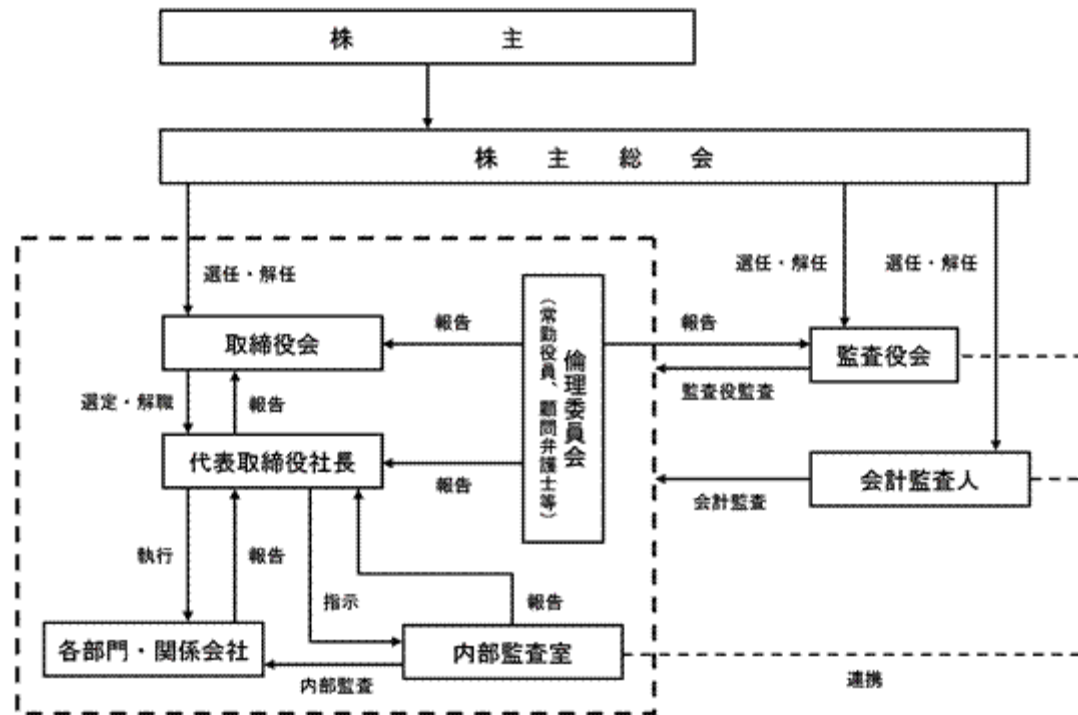 株主
株主総会
選任・解任
選任・解任
選任・解任
取締役会
報告
倫理委員会
（常勤役員、顧問弁護士等）
報告
監査役会
監査役監査
選定・解職
報告
代表取締役社長
報告
会計監査人
会計監査
執行
報告
指示
報告
各部門・関係会社
内部監査
内部監査室
連携